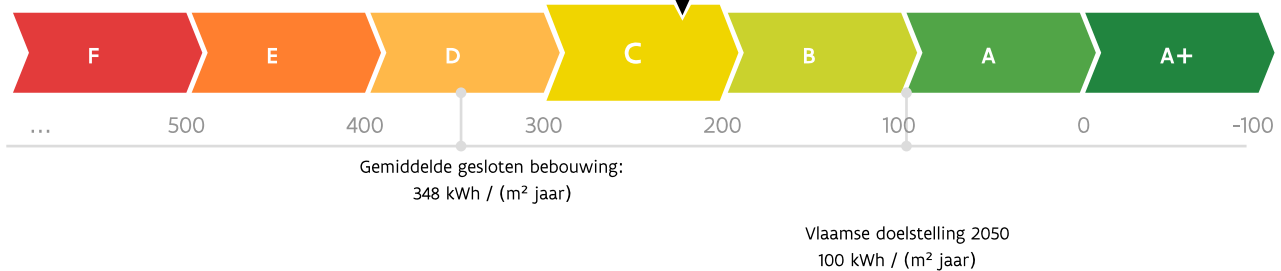 F E D C B A A+
... 500 400 300 200 100 0 -100
Gemiddelde gesloten bebouwing:
348 kWh / (m² jaar)
Vlaamse doelstelling 2050
100 kWh / (m² jaar)